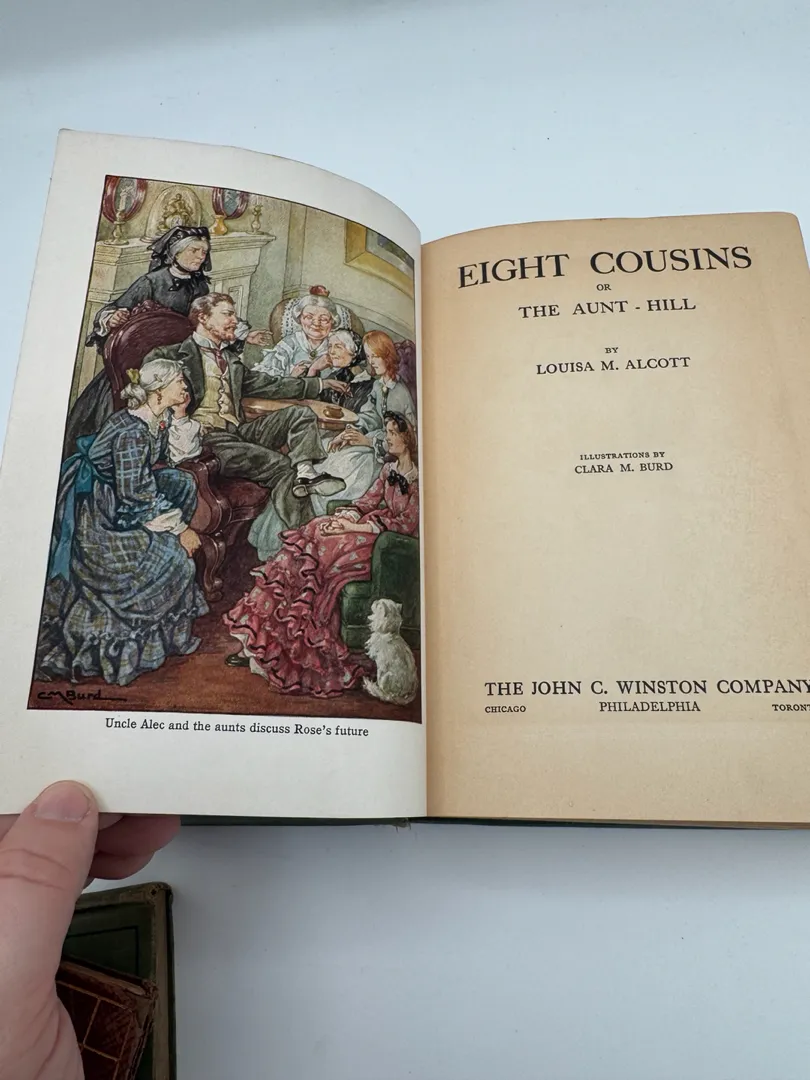 C M Burd
Uncle Alec and the aunts discuss Rose's future
EIGHT COUSINS
OR
THE AUNT - HILL
BY
LOUISA M. ALCOTT
ILLUSTRATIONS BY
CLARA M. BURD
THE JOHN C. WINSTON COMPANY
CHICAGO PHILADELPHIA TORONT